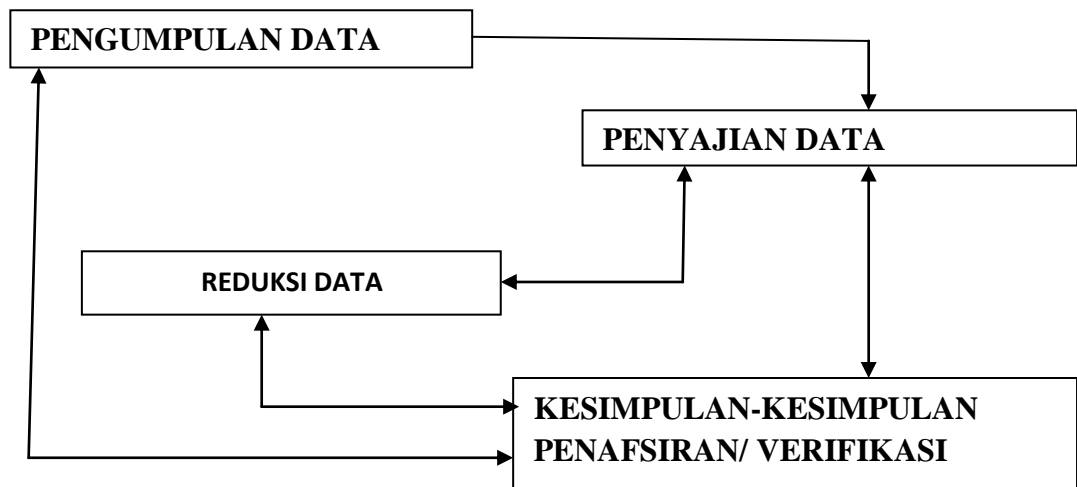 PENGUMPULAN DATA
PENYAJIAN DATA
REDUKSI DATA
KESIMPULAN-KESIMPULAN
PENAFSIRAN/ VERIFIKASI